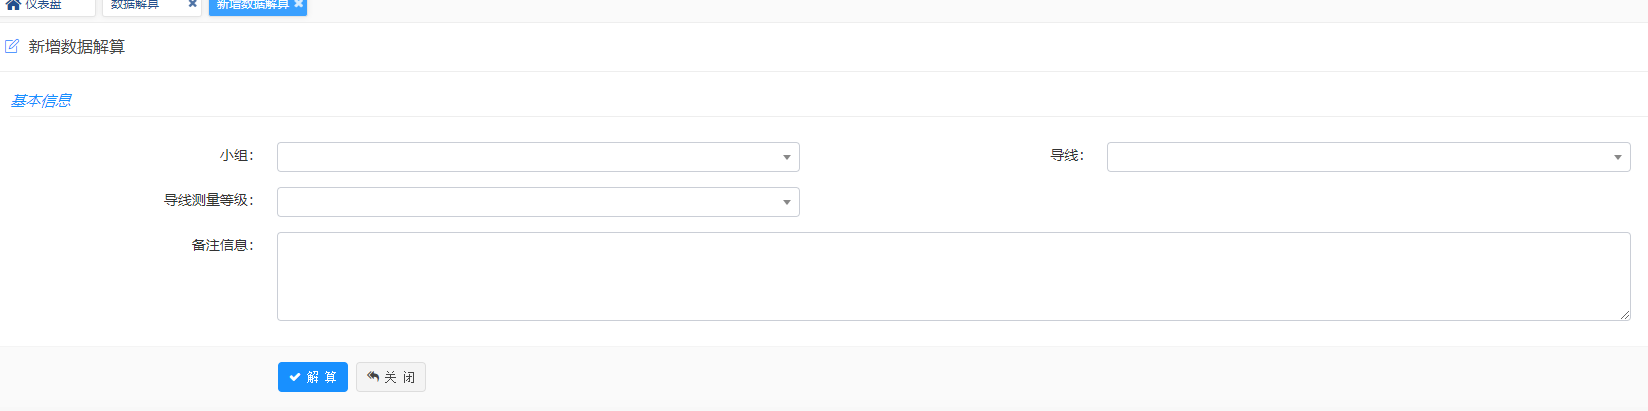 仪表盘 数据解算 新增数据解算
新增数据解算
基本信息
小组： 导线：
导线测量等级：
备注信息：
解 算 关 闭